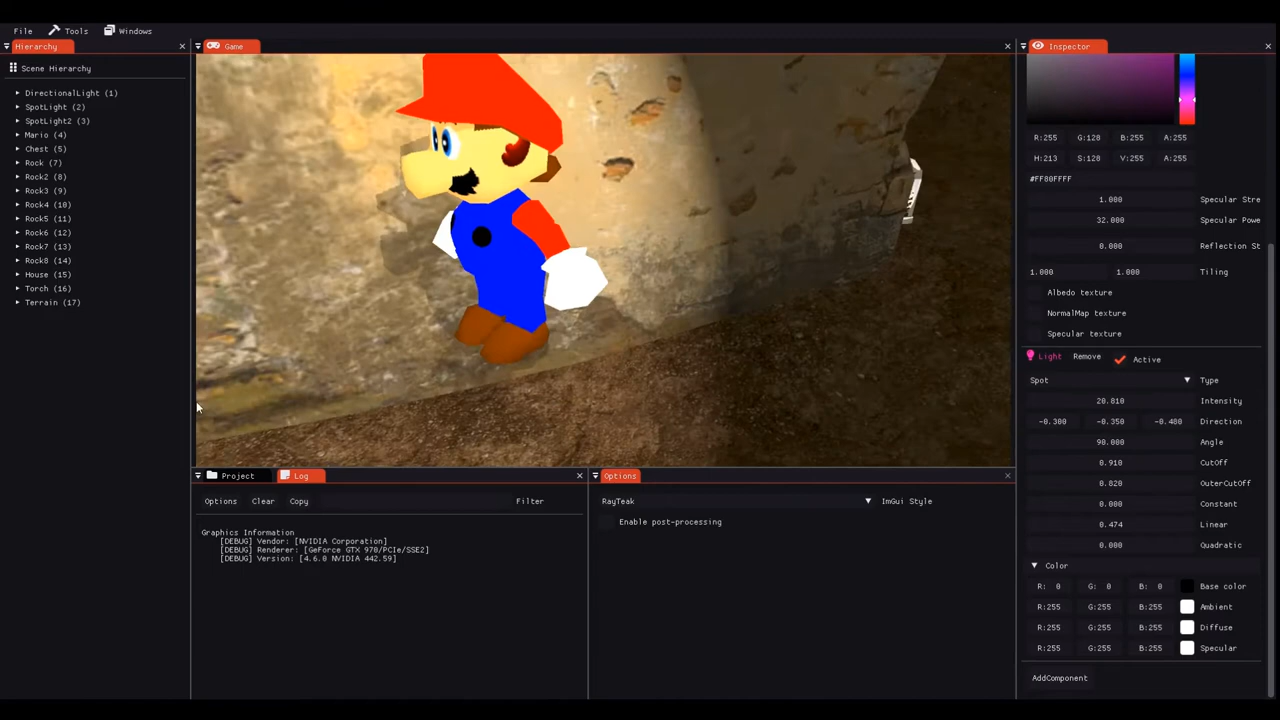 File Tools Windows
Hierarchy
Scene Hierarchy
DirectionalLight (1)
SpotLight (2)
SpotLight2 (3)
Mario (4)
Chest (5)
Rock (7)
Rock2 (8)
Rock3 (9)
Rock4 (10)
Rock5 (11)
Rock6 (12)
Rock7 (13)
Rock8 (14)
House (15)
Torch (16)
Terrain (17)
Game
Project Log
Options Clear Copy Filter
Graphics Information
[DEBUG] Vendor: [NVIDIA Corporation]
[DEBUG] Renderer: [GeForce GTX 970/PCIe/SSE2]
[DEBUG] Version: [4.6.0 NVIDIA 442.59]
Options
RayTeak ImGui Style
Enable post-processing
Inspector
R:255 G:128 B:255 A:255
H:213 S:128 V:255 A:255
#FF80FFFF
1.000 Specular Stre
32.000 Specular Powe
0.000 Reflection St
1.000 1.000 Tiling
Albedo texture
NormalMap texture
Specular texture
Light Remove Active
Spot Type
20.810 Intensity
-0.300 -0.350 -0.400 Direction
90.000 Angle
0.910 CutOff
0.820 OuterCutOff
0.000 Constant
0.474 Linear
0.000 Quadratic
Color
R: 0 G: 0 B: 0 Base color
R:255 G:255 B:255 Ambient
R:255 G:255 B:255 Diffuse
R:255 G:255 B:255 Specular
AddComponent